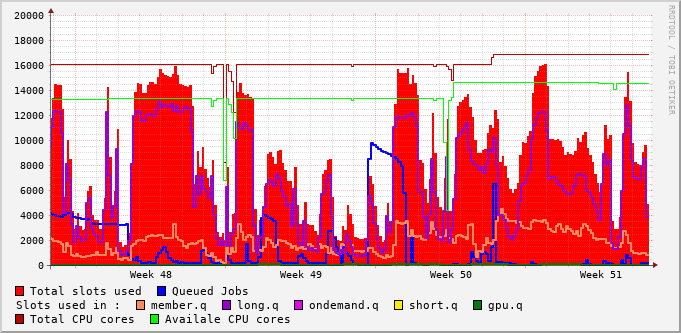 20000
18000
16000
14000
12000
10000
8000
6000
4000
2000
0
Week 48 Week 49 Week 50 Week 51
RRDTOOL / TOBI OETIKER
Total slots used Queued Jobs
Slots used in : member.q long.q ondemand.q short.q gpu.q
Total CPU cores Availale CPU cores